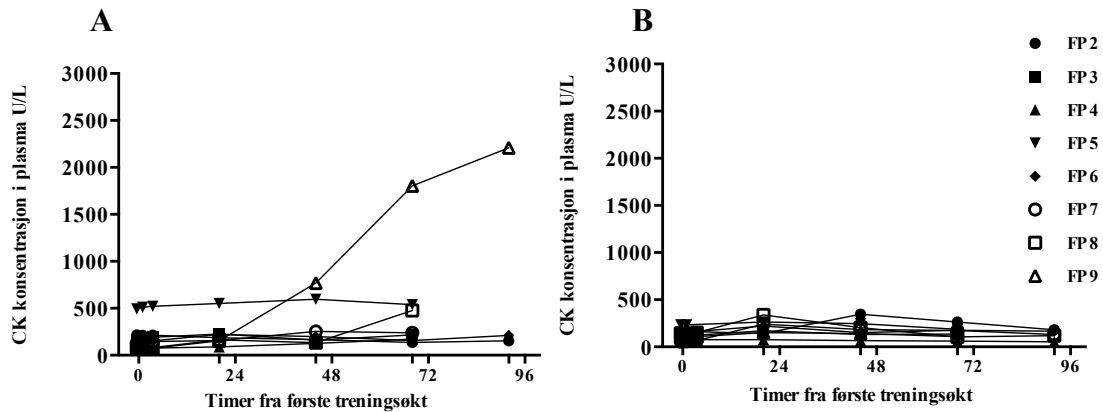 A
CK konsentrasjon i plasma U/L
3000
2500
2000
1500
1000
500
0
0 24 48 72 96
Timer fra første treningsøkt
B
CK konsentrasjon i plasma U/L
3000
2500
2000
1500
1000
500
0
0 24 48 72 96
Timer fra første treningsøkt
FP 2
FP 3
FP 4
FP 5
FP 6
FP 7
FP 8
FP 9